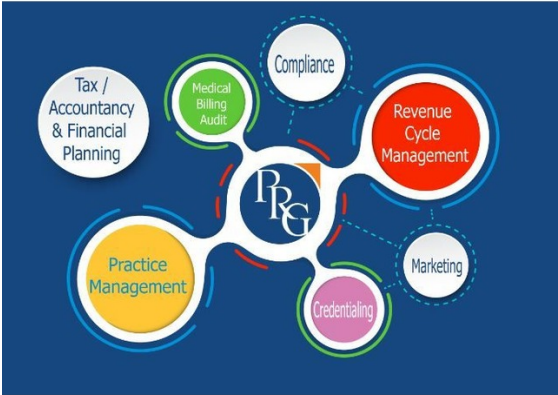 Tax /
Accountancy
& Financial
Planning
Medical
Billing
Audit
Compliance
Revenue
Cycle
Management
PRG
Practice
Management
Credentialing
Marketing